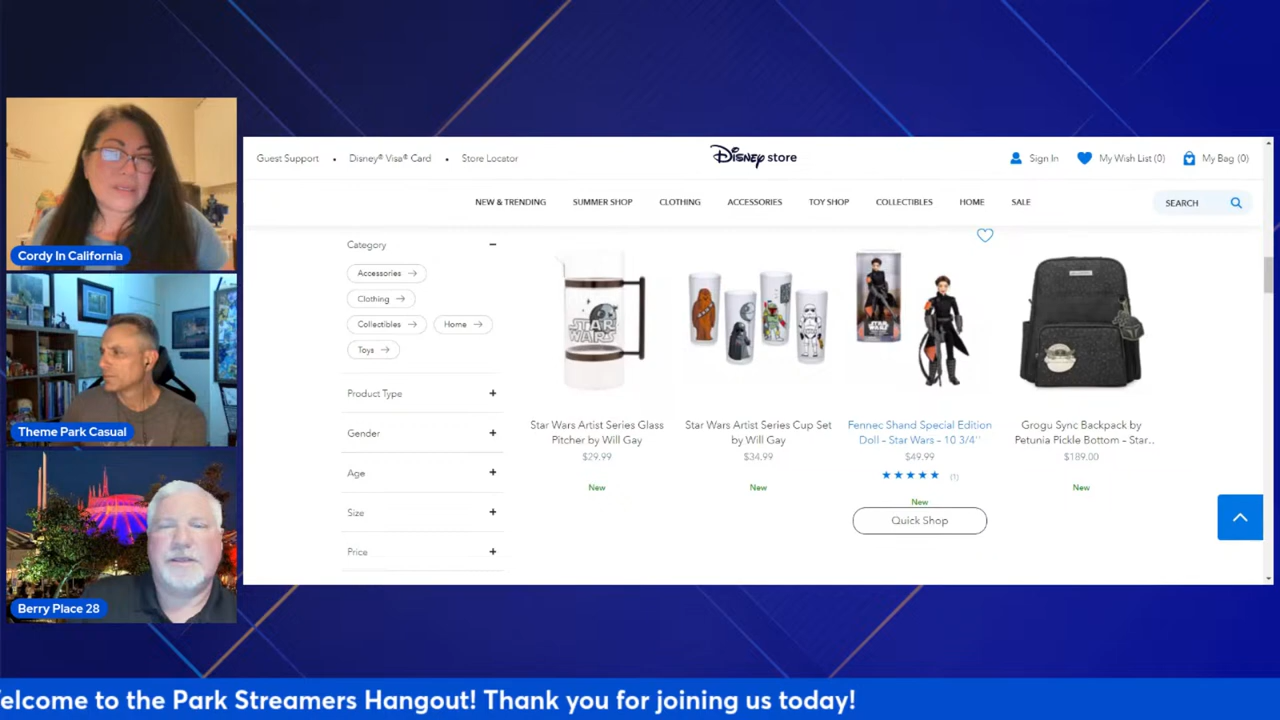 Cordy In California
Theme Park Casual
Berry Place 28
Guest Support • Disney® Visa® Card • Store Locator
Disney store
Sign In
My Wish List (0)
My Bag (0)
NEW & TRENDING SUMMER SHOP CLOTHING ACCESSORIES TOY SHOP COLLECTIBLES HOME SALE
SEARCH
Category
Accessories
Clothing
Collectibles
Home
Toys
Product Type
Gender
Age
Size
Price
STAR WARS
Star Wars Artist Series Glass
Pitcher by Will Gay
$29.99
New
Star Wars Artist Series Cup Set
by Will Gay
$34.99
New
STAR WARS
Fennec Shand Special Edition
Doll - Star Wars - 10 3/4''
$49.99
(1)
New
Quick Shop
Grogu Sync Backpack by
Petunia Pickle Bottom - Star..
$189.00
New
elcome to the Park Streamers Hangout! Thank you for joining us today!